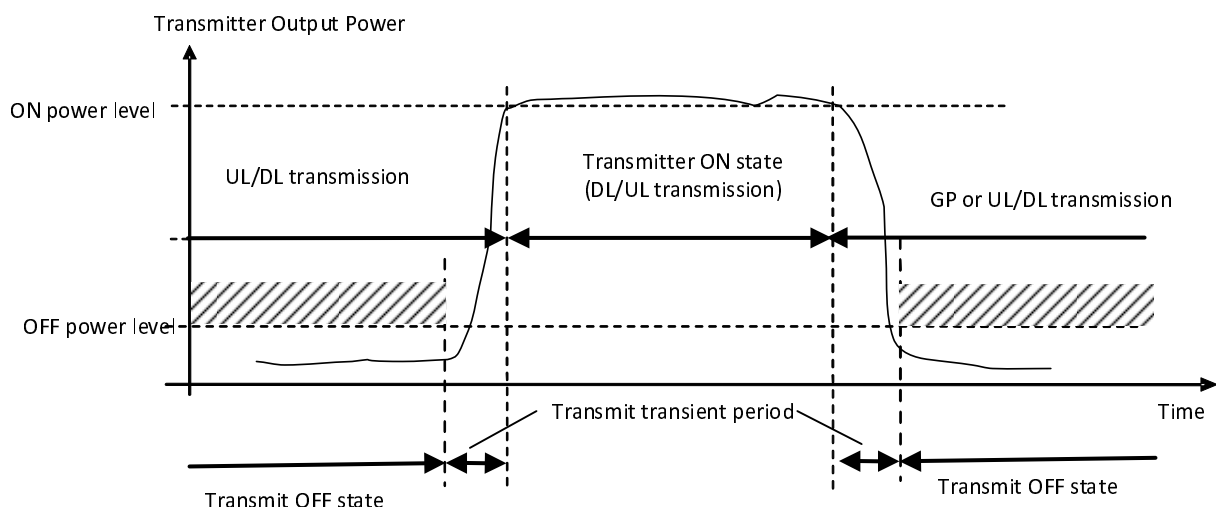 Transmitter Output Power
ON power level
UL/DL transmission
Transmitter ON state
(DL/UL transmission)
GP or UL/DL transmission
OFF power level
Transmit transient period
Time
Transmit OFF state
Transmit OFF state